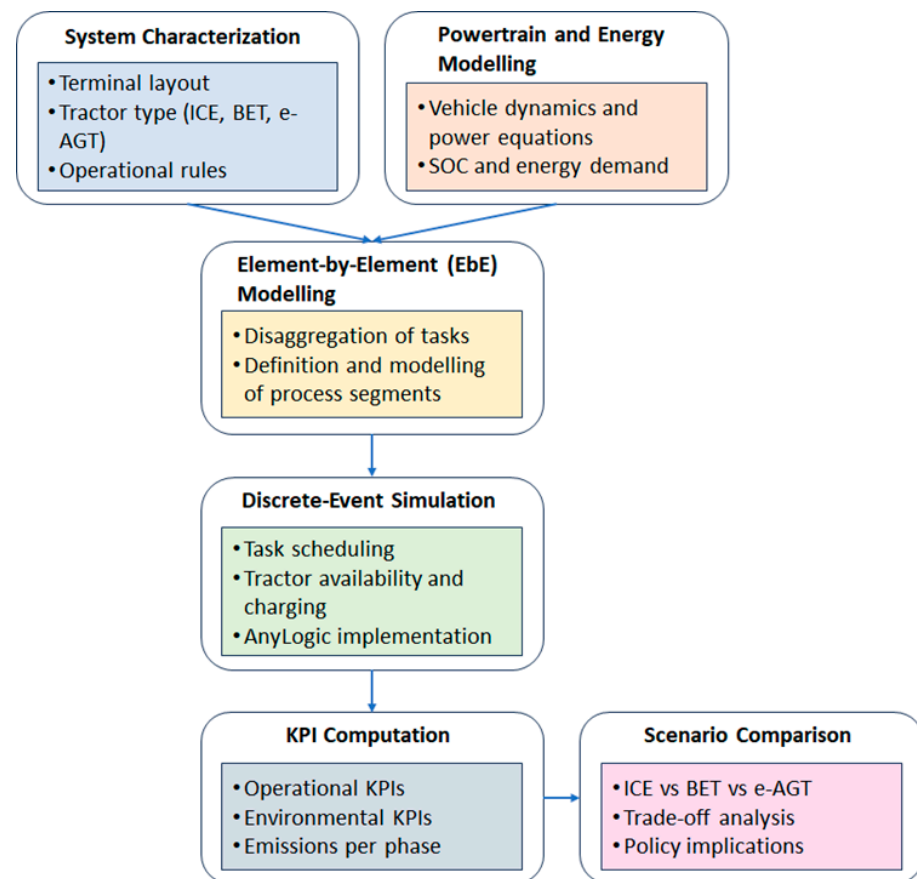 System Characterization
• Terminal layout
• Tractor type (ICE, BET, e-
AGT)
• Operational rules
Powertrain and Energy
Modelling
• Vehicle dynamics and
power equations
• SOC and energy demand
Element-by-Element (EbE)
Modelling
• Disaggregation of tasks
• Definition and modelling
of process segments
Discrete-Event Simulation
• Task scheduling
• Tractor availability and
charging
• AnyLogic implementation
KPI Computation
• Operational KPIs
• Environmental KPIs
• Emissions per phase
Scenario Comparison
• ICE vs BET vs e-AGT
• Trade-off analysis
• Policy implications